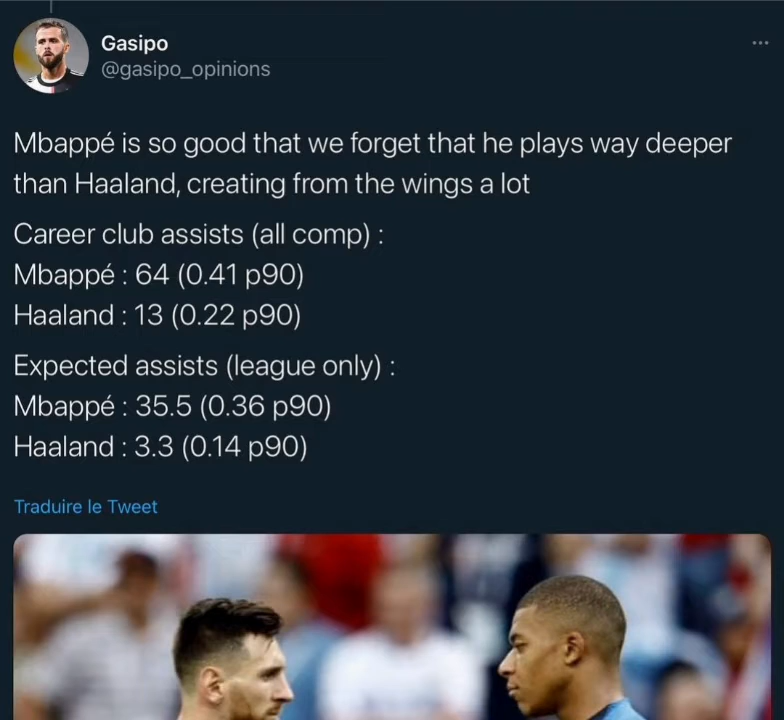 Gasipo
@gasipo_opinions
Mbappé is so good that we forget that he plays way deeper
than Haaland, creating from the wings a lot
Career club assists (all comp) :
Mbappé : 64 (0.41 p90)
Haaland : 13 (0.22 p90)
Expected assists (league only) :
Mbappé : 35.5 (0.36 p90)
Haaland : 3.3 (0.14 p90)
Traduire le Tweet